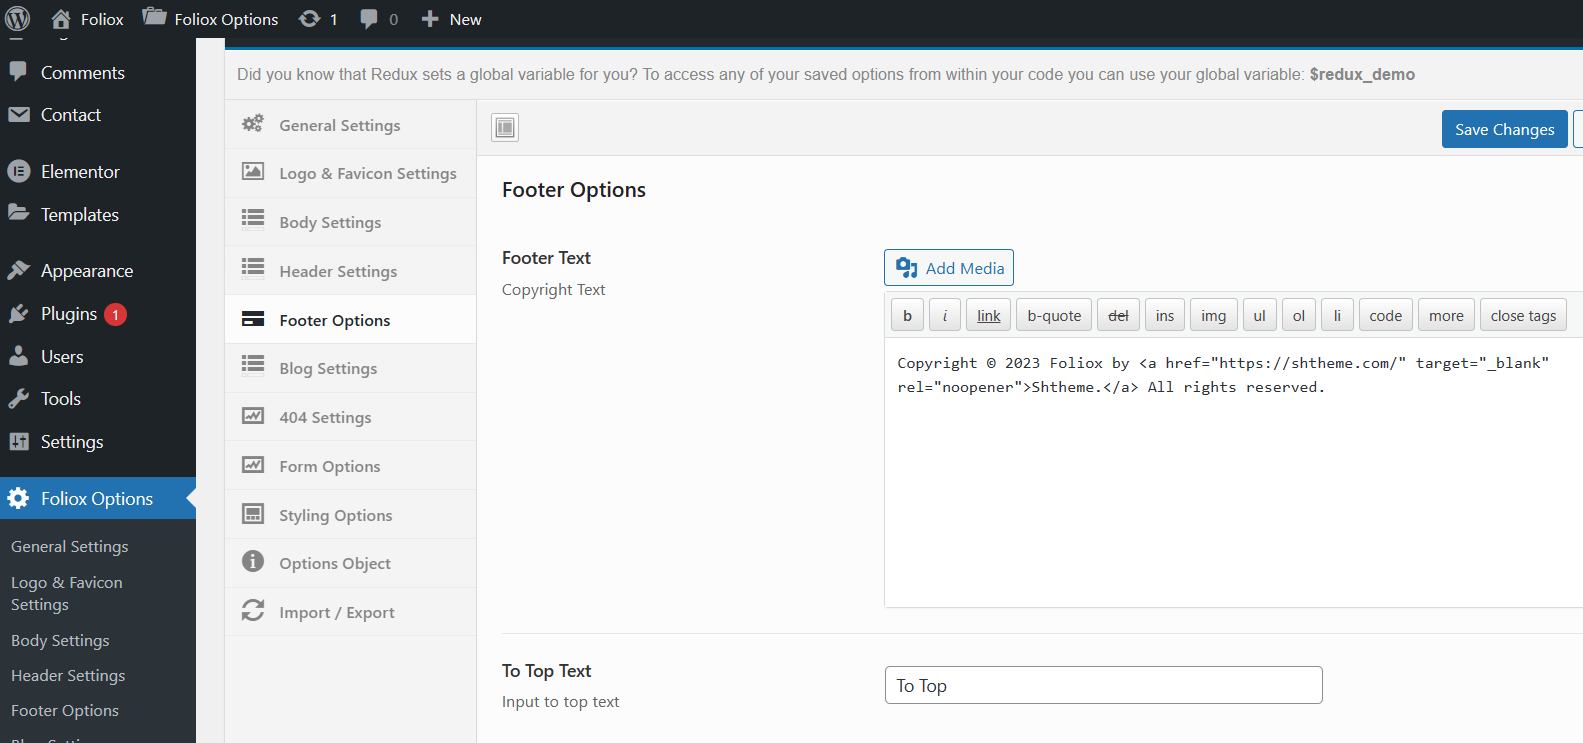 Foliox
Foliox Options
1
0
New
Comments
Contact
Elementor
Templates
Appearance
Plugins 1
Users
Tools
Settings
Foliox Options
General Settings
Logo & Favicon
Settings
Body Settings
Header Settings
Footer Options
Did you know that Redux sets a global variable for you? To access any of your saved options from within your code you can use your global variable: $redux_demo
General Settings
Logo & Favicon Settings
Body Settings
Header Settings
Footer Options
Blog Settings
404 Settings
Form Options
Styling Options
Options Object
Import / Export
Save Changes
Footer Options
Footer Text
Copyright Text
Add Media
b i link b-quote del ins img ul ol li code more close tags
Copyright © 2023 Foliox by <a href="https://shtheme.com/" target="_blank"
rel="noopener">Shtheme.</a> All rights reserved.
To Top Text
Input to top text
To Top